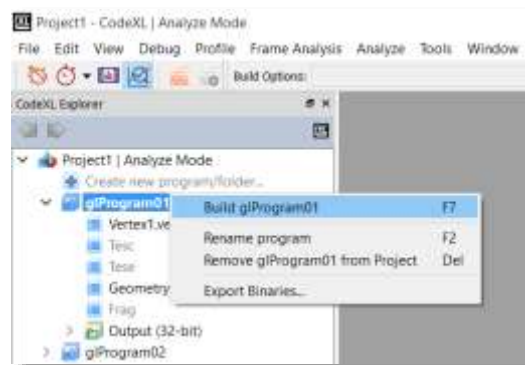 Project1 - CodeXL | Analyze Mode
File Edit View Debug Profile Frame Analysis Analyze Tools Window
Build Options:
CodeXL Explorer
Project1 | Analyze Mode
Create new program/folder...
glProgram01
Build glProgram01 F7
Vertex1.ve
Tesc
Rename program F2
Tese
Remove glProgram01 from Project Del
Geometry
Export Binaries...
Frag
Output (32-bit)
glProgram02